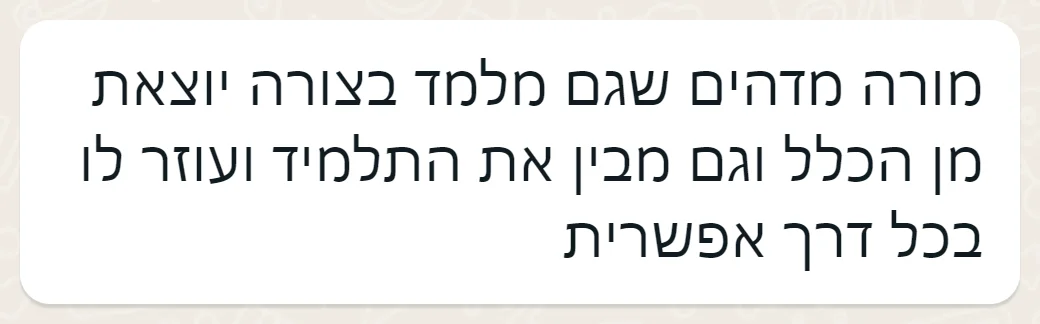 מורה מדהים שגם מלמד בצורה יוצאת
מן הכלל וגם מבין את התלמיד ועוזר לו
בכל דרך אפשרית